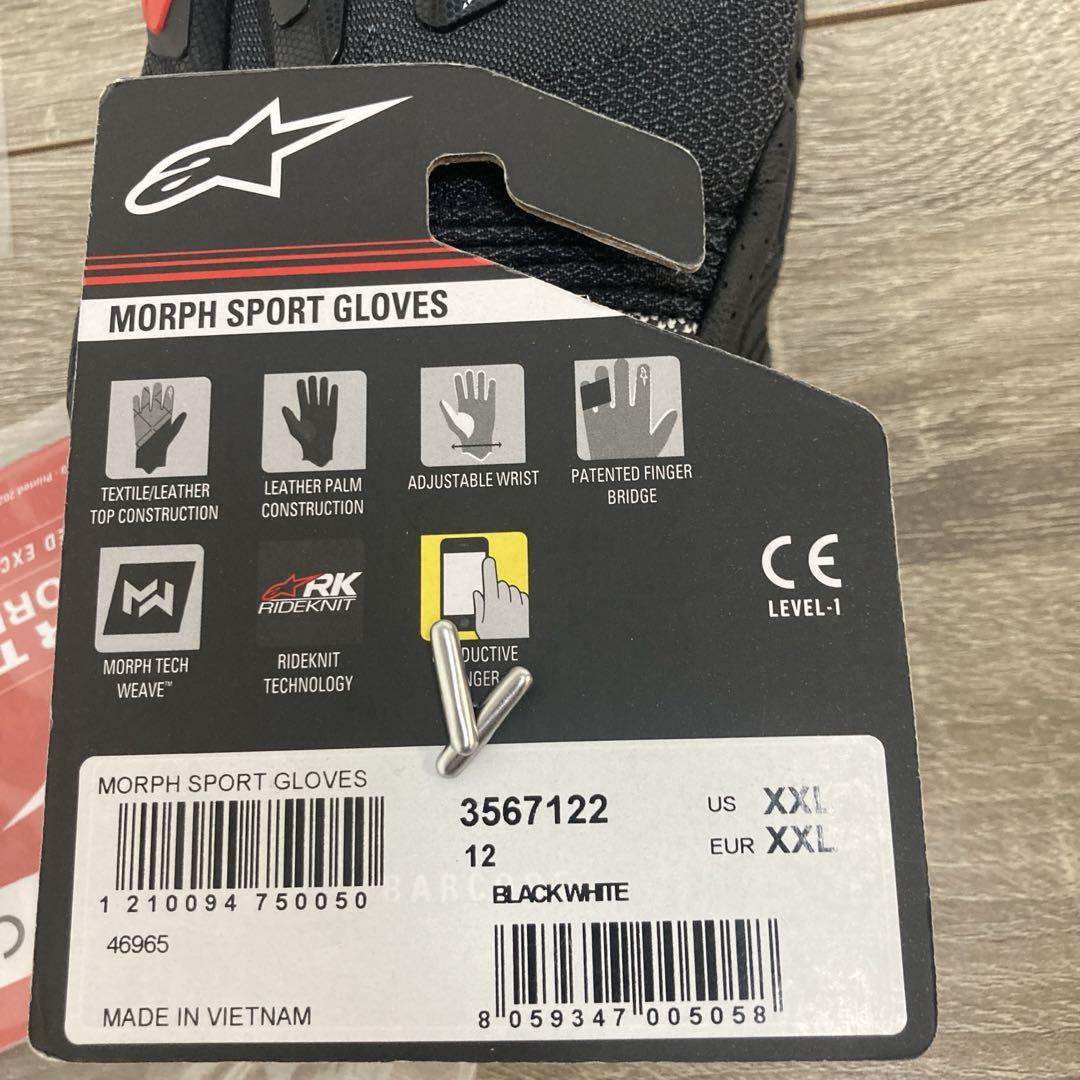 MORPH SPORT GLOVES
TEXTILE/LEATHER
TOP CONSTRUCTION
LEATHER PALM
CONSTRUCTION
ADJUSTABLE WRIST
PATENTED FINGER
BRIDGE
MORPH TECH
WEAVE™
RK
RIDEKNIT
RIDEKNIT
TECHNOLOGY
CE
LEVEL-1
MORPH SPORT GLOVES
1 210094 750050
46965
MADE IN VIETNAM
3567122
12
BLACK WHITE
US XXL
EUR XXL
8 059347 005058